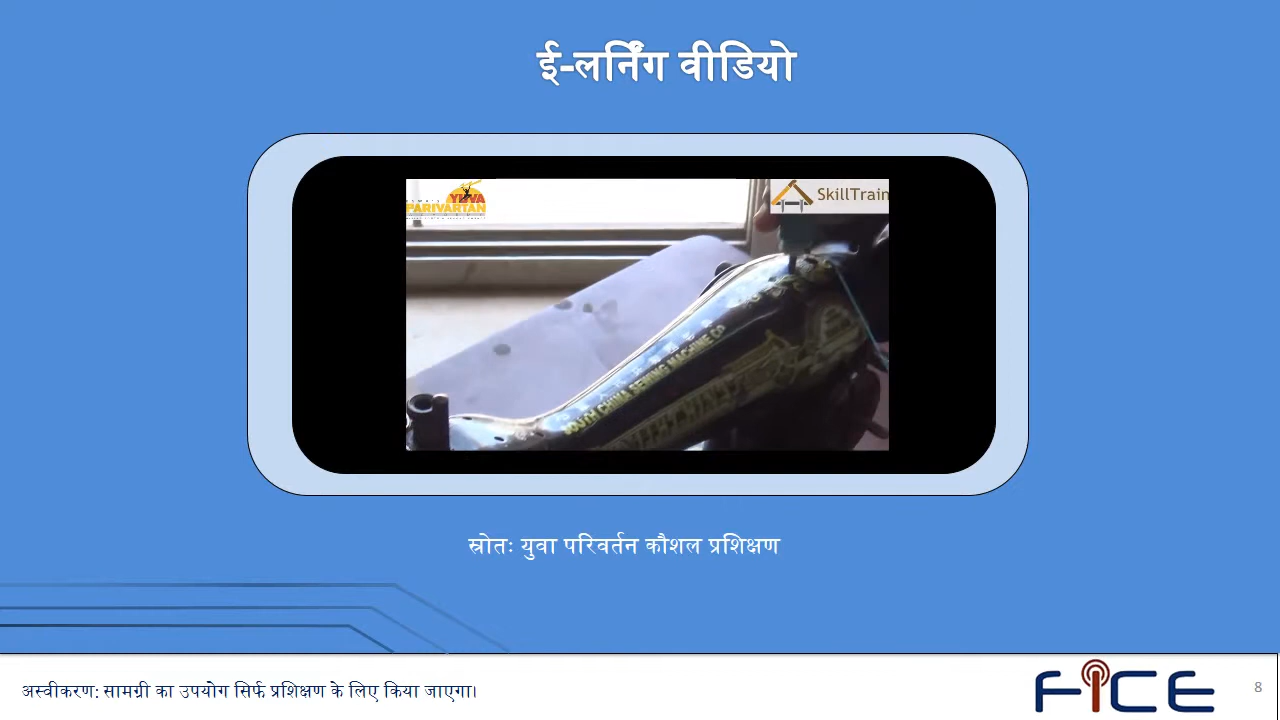 ई-लर्निंग वीडियो
YUVA
PARIVARTAN
SkillTrain
SOUTH CHINA SEWING MACHINE CO
स्रोतः युवा परिवर्तन कौशल प्रशिक्षण
अस्वीकरण: सामग्री का उपयोग सिर्फ प्रशिक्षण के लिए किया जाएगा।
FICE
8